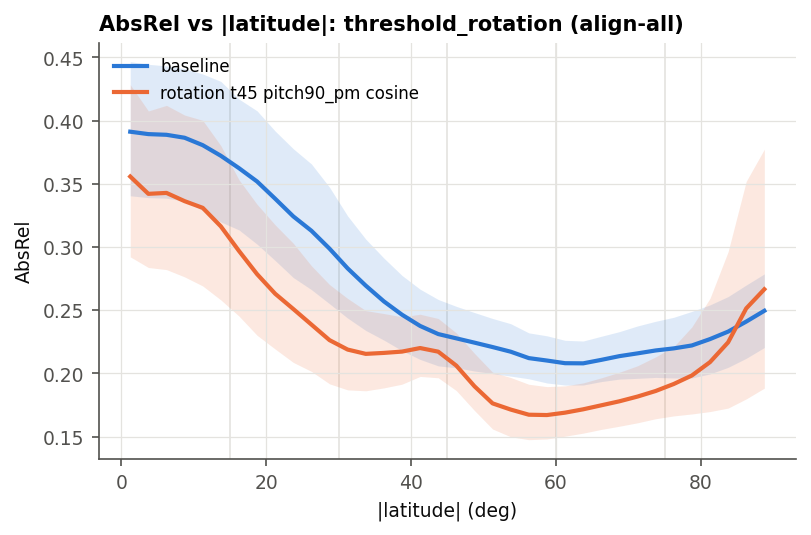 AbsRel vs |latitude|: threshold_rotation (align-all)
baseline
rotation t45 pitch90_pm cosine
0.45
0.40
0.35
0.30
0.25
0.20
0.15
AbsRel
0 20 40 60 80
|latitude| (deg)